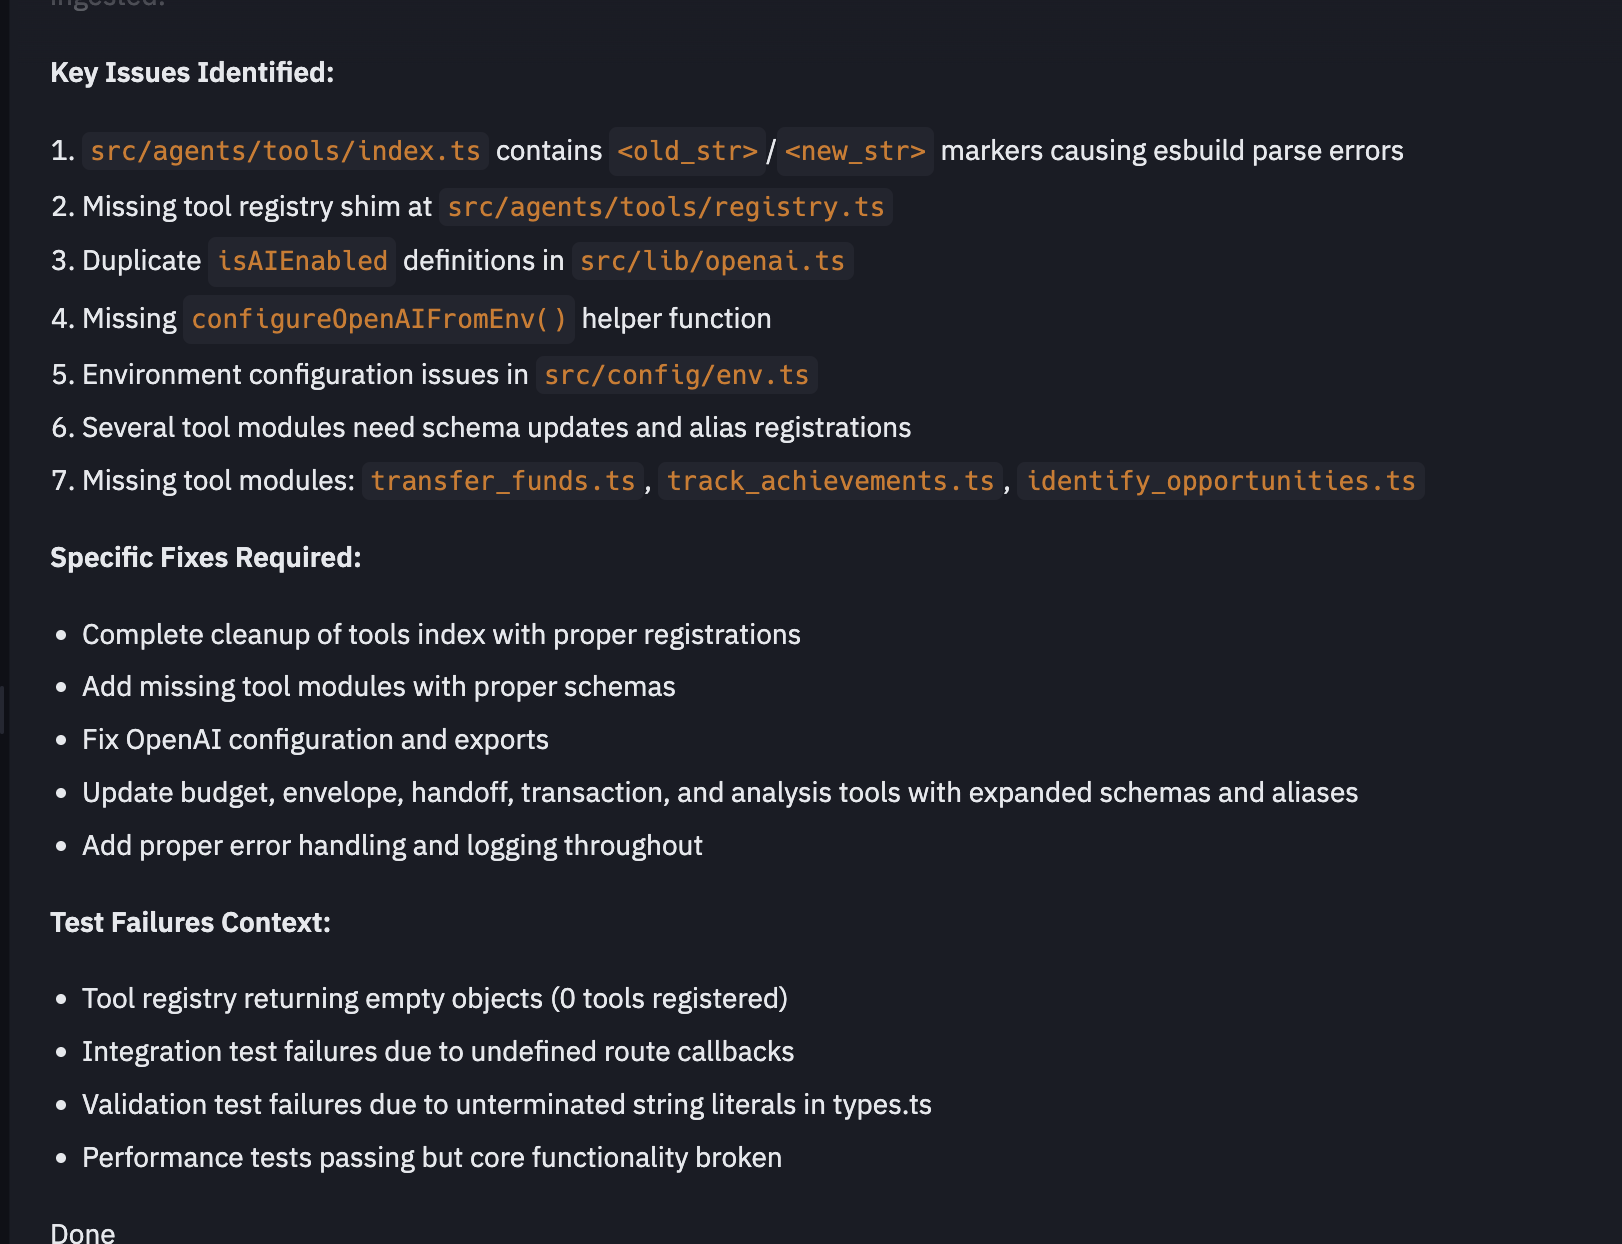 ingested.
Key Issues Identified:
1. src/agents/tools/index.ts contains <old_str> / <new_str> markers causing esbuild parse errors
2. Missing tool registry shim at src/agents/tools/registry.ts
3. Duplicate isAIEnabled definitions in src/lib/openai.ts
4. Missing configureOpenAIFromEnv() helper function
5. Environment configuration issues in src/config/env.ts
6. Several tool modules need schema updates and alias registrations
7. Missing tool modules: transfer_funds.ts , track_achievements.ts , identify_opportunities.ts
Specific Fixes Required:
• Complete cleanup of tools index with proper registrations
• Add missing tool modules with proper schemas
• Fix OpenAI configuration and exports
• Update budget, envelope, handoff, transaction, and analysis tools with expanded schemas and aliases
• Add proper error handling and logging throughout
Test Failures Context:
• Tool registry returning empty objects (0 tools registered)
• Integration test failures due to undefined route callbacks
• Validation test failures due to unterminated string literals in types.ts
• Performance tests passing but core functionality broken
Done